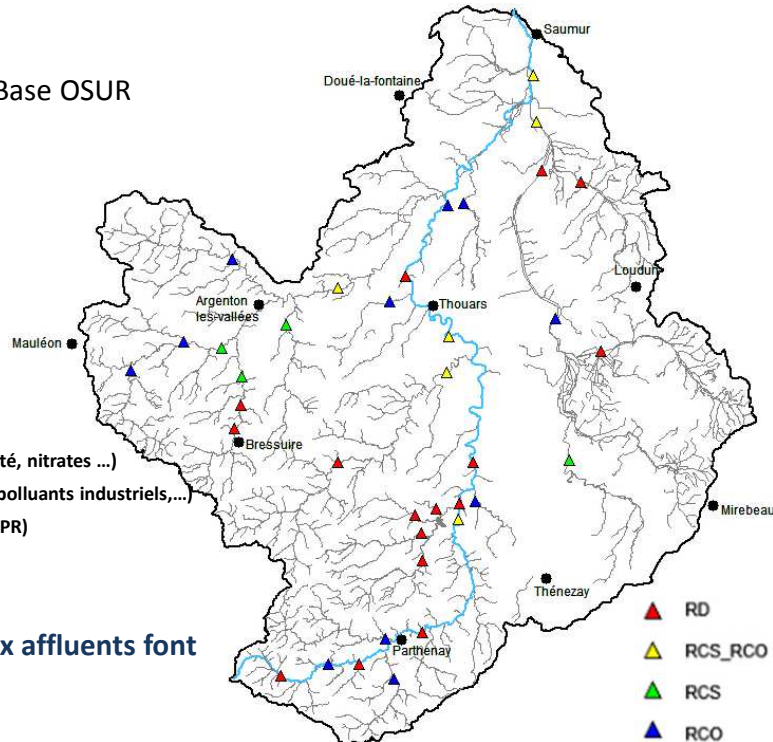 Saumur
Doué-la-fontaine
Base OSUR
Loudun
Argenton
les-vallées
Thouars
Mauléon
Bressuire
té, nitrates ...)
polluants industriels,...)
PR)
Mirebeau
Thénezay
x affluents font
Parthenay
RD
RCS_RCO
RCS
RCO